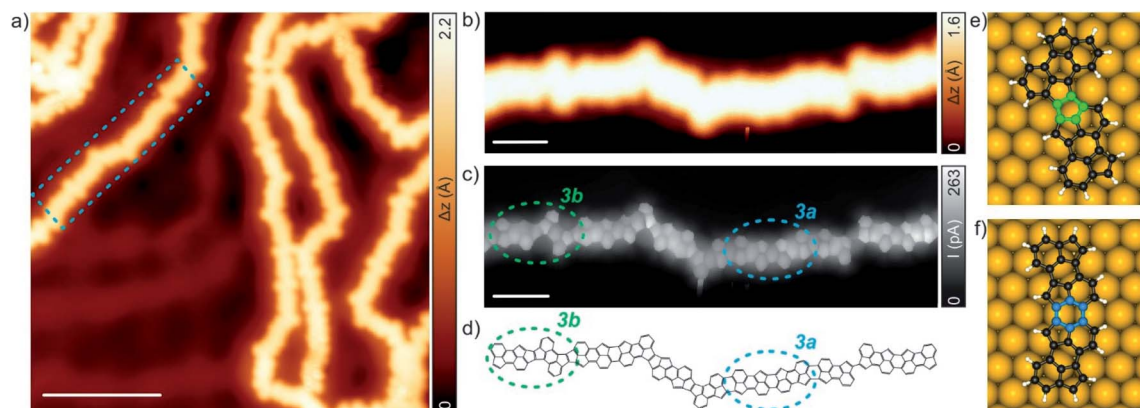 a)
2.2
Δz (Å)
0
b)
1.6
Δz (Å)
0
c)
3b
3a
263
I (pA)
0
d)
3b
3a
e)
f)